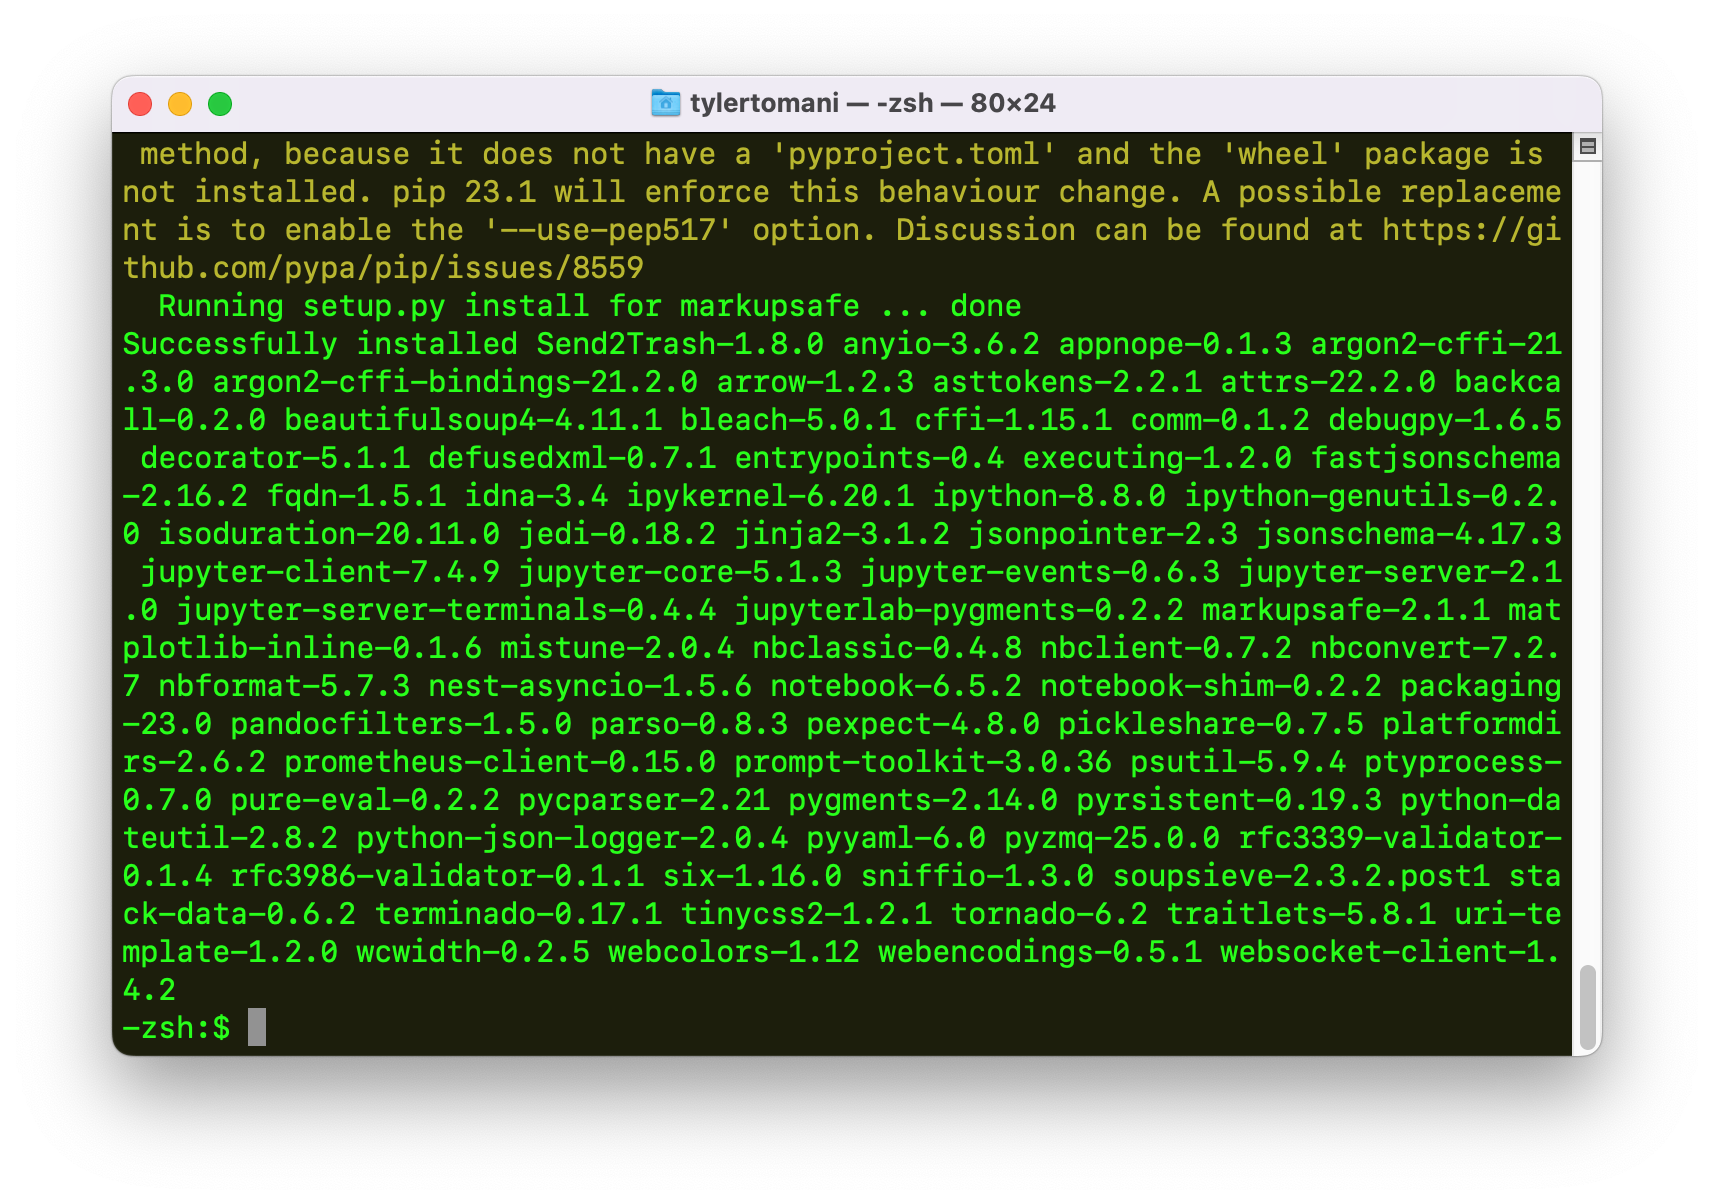 tylertomani — -zsh — 80×24
method, because it does not have a 'pyproject.toml' and the 'wheel' package is
not installed. pip 23.1 will enforce this behaviour change. A possible replaceme
nt is to enable the '--use-pep517' option. Discussion can be found at https://gi
thub.com/pypa/pip/issues/8559
Running setup.py install for markupsafe ... done
Successfully installed Send2Trash-1.8.0 anyio-3.6.2 appnope-0.1.3 argon2-cffi-21
.3.0 argon2-cffi-bindings-21.2.0 arrow-1.2.3 asttokens-2.2.1 attrs-22.2.0 backca
ll-0.2.0 beautifulsoup4-4.11.1 bleach-5.0.1 cffi-1.15.1 comm-0.1.2 debugpy-1.6.5
decorator-5.1.1 defusedxml-0.7.1 entrypoints-0.4 executing-1.2.0 fastjsonschema
-2.16.2 fqdn-1.5.1 idna-3.4 ipykernel-6.20.1 ipython-8.8.0 ipython-genutils-0.2.
0 isoduration-20.11.0 jedi-0.18.2 jinja2-3.1.2 jsonpointer-2.3 jsonschema-4.17.3
jupyter-client-7.4.9 jupyter-core-5.1.3 jupyter-events-0.6.3 jupyter-server-2.1
.0 jupyter-server-terminals-0.4.4 jupyterlab-pygments-0.2.2 markupsafe-2.1.1 mat
plotlib-inline-0.1.6 mistune-2.0.4 nbclassic-0.4.8 nbclient-0.7.2 nbconvert-7.2.
7 nbformat-5.7.3 nest-asyncio-1.5.6 notebook-6.5.2 notebook-shim-0.2.2 packaging
-23.0 pandocfilters-1.5.0 parso-0.8.3 pexpect-4.8.0 pickleshare-0.7.5 platformdi
rs-2.6.2 prometheus-client-0.15.0 prompt-toolkit-3.0.36 psutil-5.9.4 ptyprocess-
0.7.0 pure-eval-0.2.2 pycparser-2.21 pygments-2.14.0 pyrsistent-0.19.3 python-da
teutil-2.8.2 python-json-logger-2.0.4 pyyaml-6.0 pyzmq-25.0.0 rfc3339-validator-
0.1.4 rfc3986-validator-0.1.1 six-1.16.0 sniffio-1.3.0 soupsieve-2.3.2.post1 sta
ck-data-0.6.2 terminado-0.17.1 tinycss2-1.2.1 tornado-6.2 traitlets-5.8.1 uri-te
mplate-1.2.0 wcwidth-0.2.5 webcolors-1.12 webencodings-0.5.1 websocket-client-1.
4.2
-zsh:$